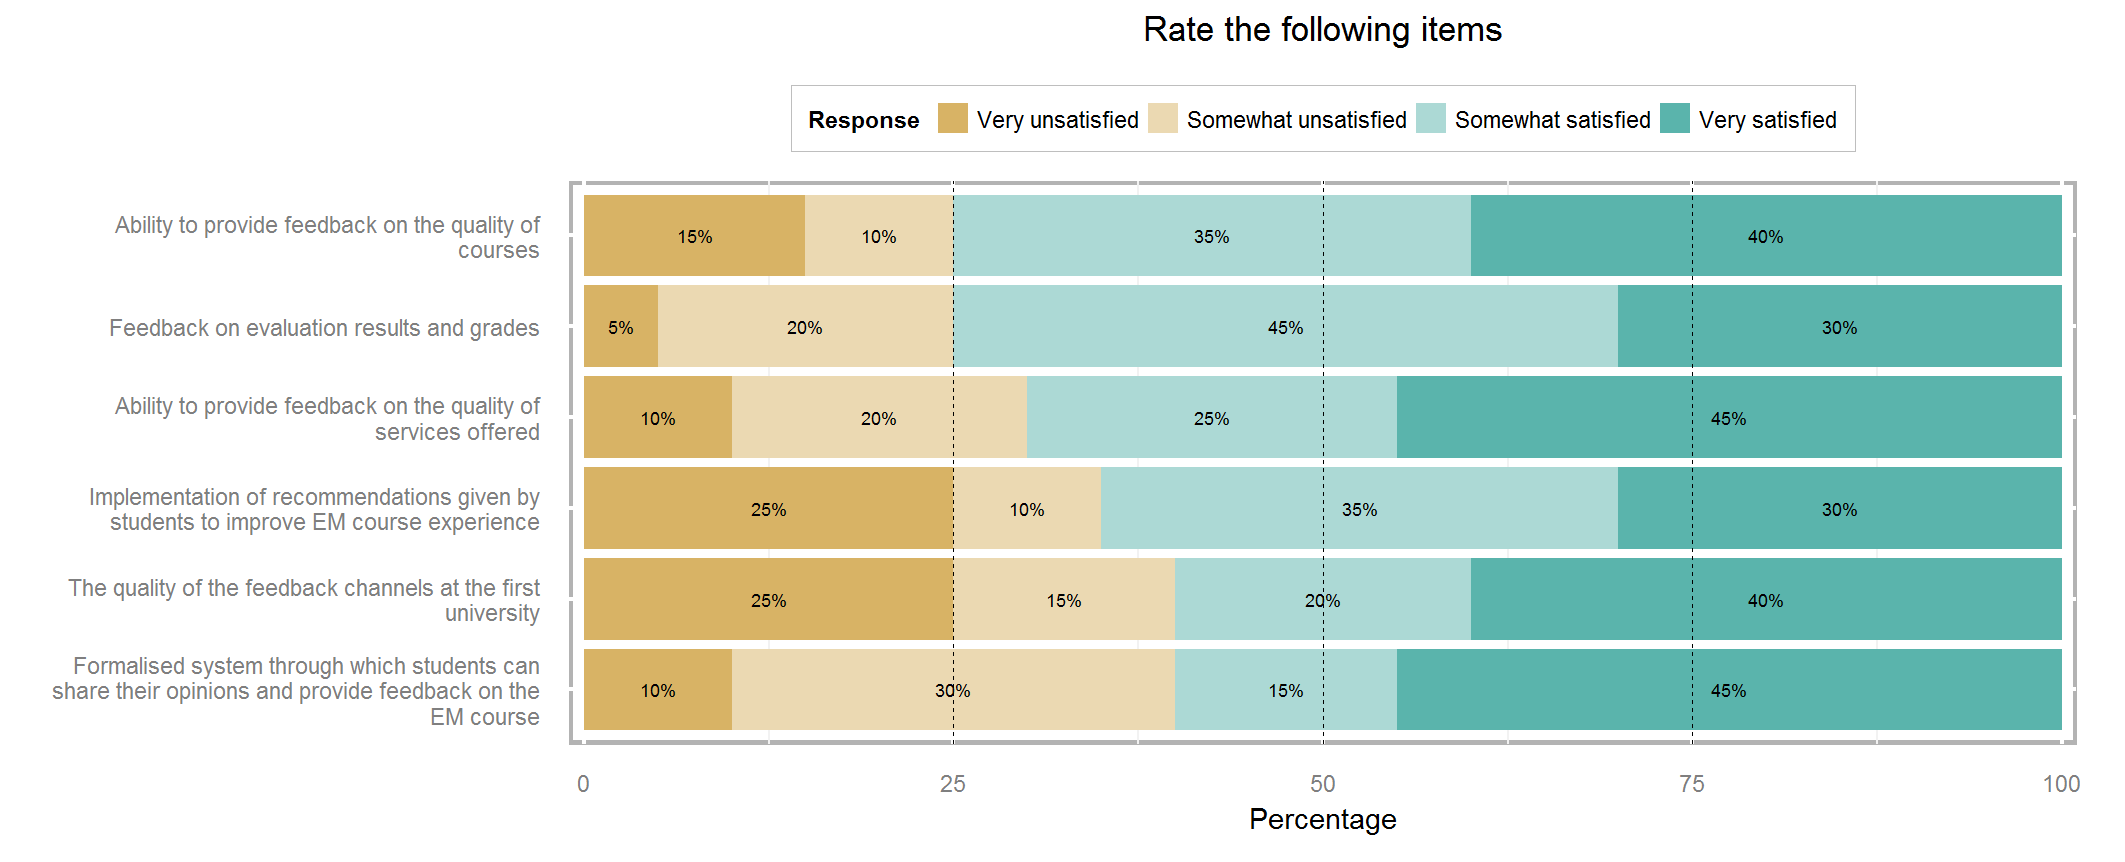 Rate the following items
Response Very unsatisfied Somewhat unsatisfied Somewhat satisfied Very satisfied
Ability to provide feedback on the quality of
courses
15% 10% 35% 40%
Feedback on evaluation results and grades
5% 20% 45% 30%
Ability to provide feedback on the quality of
services offered
10% 20% 25% 45%
Implementation of recommendations given by
students to improve EM course experience
25% 10% 35% 30%
The quality of the feedback channels at the first
university
25% 15% 20% 40%
Formalised system through which students can
share their opinions and provide feedback on the
EM course
10% 30% 15% 45%
0 25 50 75 100
Percentage